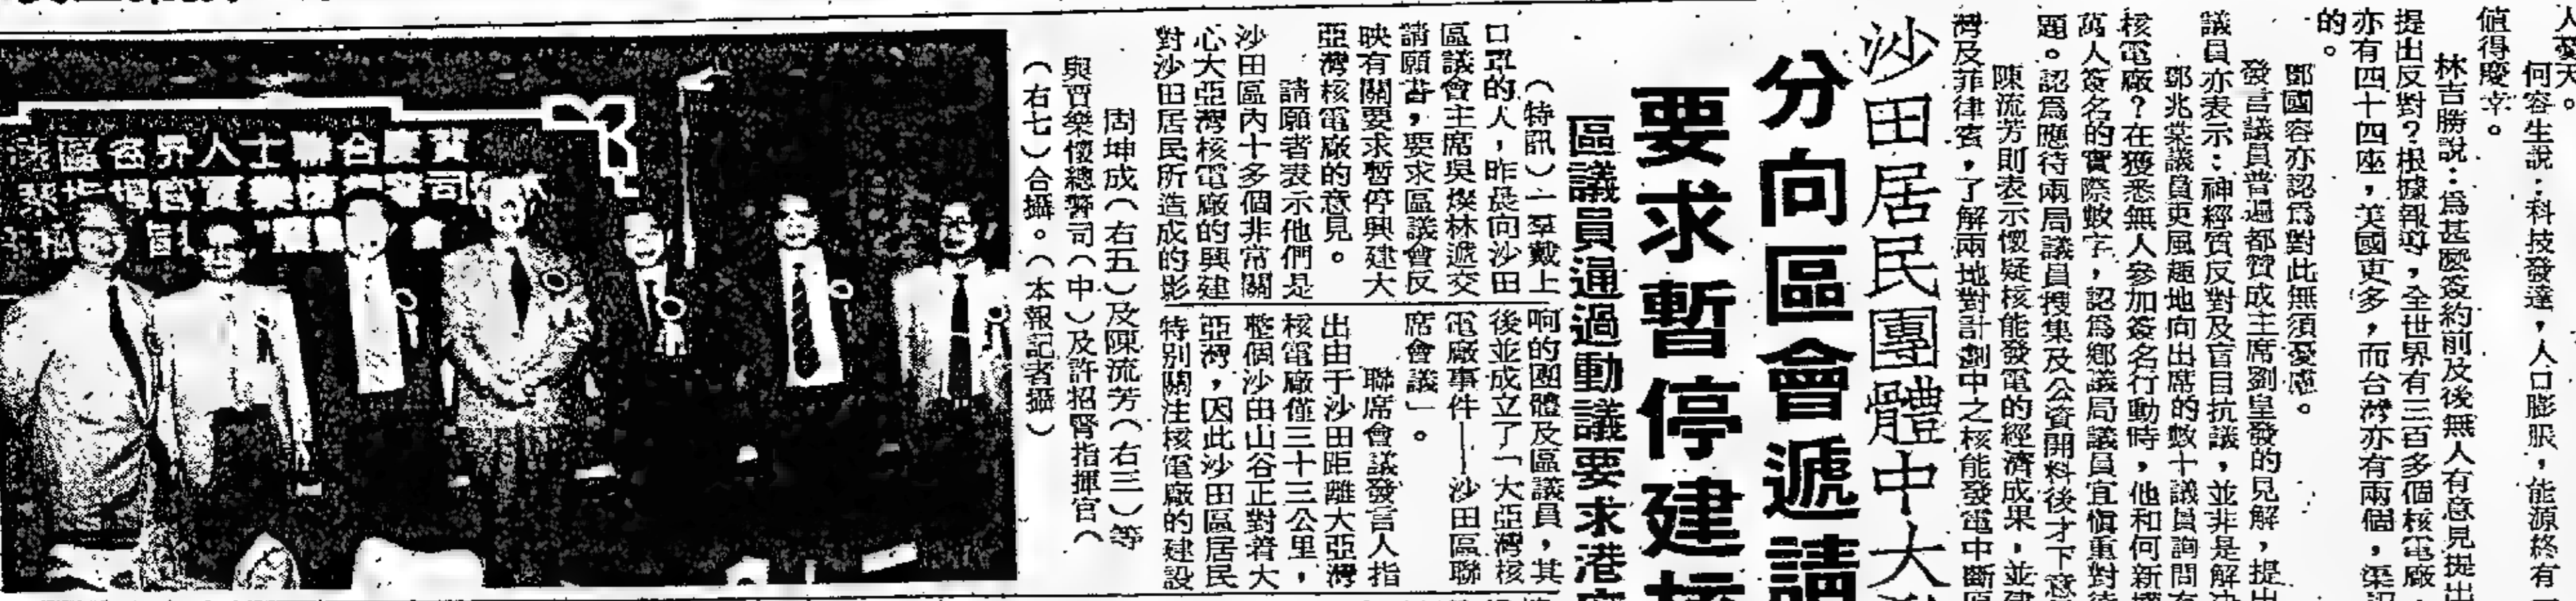 人發天。
何容生說：科技發達，人口膨脹，能源終有
值得慶幸。
林吉勝說：為甚麼簽約前及後無人有意見提出
提出反對？根據報導，全世界有三百多個核電廠，
亦有四十四座，美國更多，而台灣亦有兩個，渠認
的。
鄧國容亦認為對此無須憂慮。
發言議員普遍都贊成主席劉皇發的見解，提出
議員亦表示：神經質反對及盲目抗議，並非是解決
鄧兆棠議員更風趣地向出席的數十議員詢問有
核電廠？在獲悉無人參加簽名行動時，他和何新權
萬人簽名的實際數字，認為鄉議局議員宜慎重對待
題。認為應待兩局議員搜集及公資開料後才下意
陳流芳則表示懷疑核能發電的經濟成果，並建
灣及菲律賓，了解兩地對計劃中之核能發電中斷原
沙田居民團體中大
分向區會遞請
要求暫停建核
區議員通過動議要求港府
（特訊）一羣戴上
口罩的人，昨晨向沙田
區議會主席吳燦林遞交
請願書，要求區議會反
映有關要求暫停興建大
亞灣核電廠的意見。
請願者表示他們是
沙田區內十多個非常關
心大亞灣核電廠的興建
對沙田居民所造成的影
响的團體及區議員，其
後並成立了「大亞灣核
電廠事件——沙田區聯
席會議」。
聯席會議發言人指
出由于沙田距離大亞灣
核電廠僅三十三公里，
整個沙田山谷正對着大
亞灣，因此沙田區居民
特別關注核電廠的建設
周坤成（右五）及陳流芳（右三）等
與賈樂懷總警司（中）及許招賢指揮官（
（右七）合攝。（本報記者攝）
區各界人士聯合